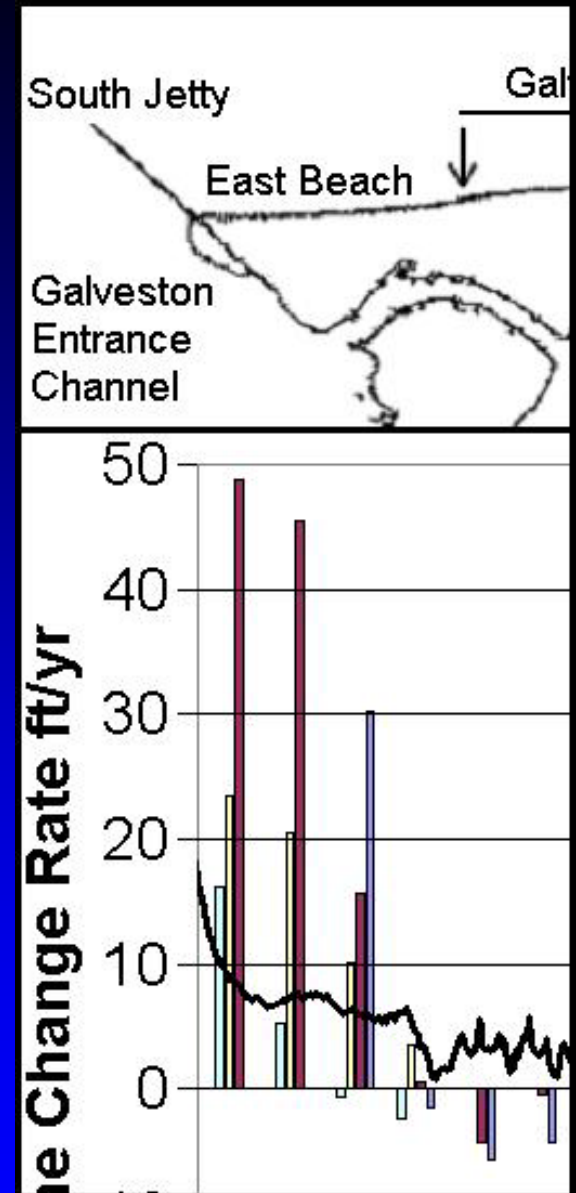 South Jetty
East Beach
Galveston
Entrance
Channel
50
40
30
20
10
0
Change Rate ft/yr